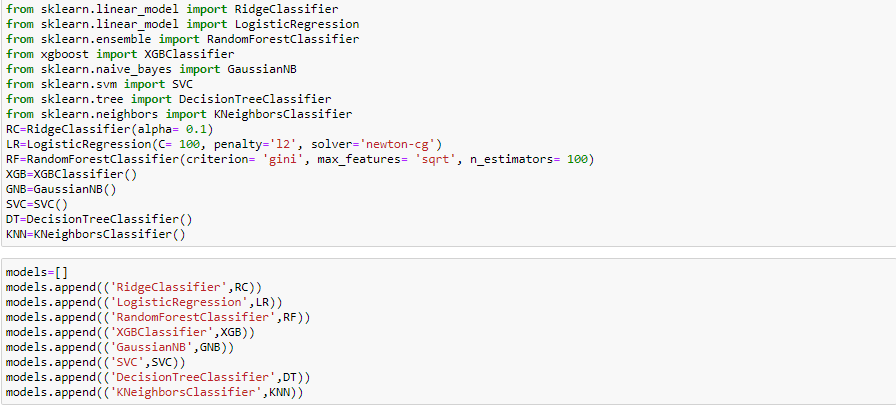 from sklearn.linear_model import RidgeClassifier
from sklearn.linear_model import LogisticRegression
from sklearn.ensemble import RandomForestClassifier
from xgboost import XGBClassifier
from sklearn.naive_bayes import GaussianNB
from sklearn.svm import SVC
from sklearn.tree import DecisionTreeClassifier
from sklearn.neighbors import KNeighborsClassifier
RC=RidgeClassifier(alpha= 0.1)
LR=LogisticRegression(C= 100, penalty='l2', solver='newton-cg')
RF=RandomForestClassifier(criterion= 'gini', max_features= 'sqrt', n_estimators= 100)
XGB=XGBClassifier()
GNB=GaussianNB()
SVC=SVC()
DT=DecisionTreeClassifier()
KNN=KNeighborsClassifier()
models=[]
models.append(('RidgeClassifier',RC))
models.append(('LogisticRegression',LR))
models.append(('RandomForestClassifier',RF))
models.append(('XGBClassifier',XGB))
models.append(('GaussianNB',GNB))
models.append(('SVC',SVC))
models.append(('DecisionTreeClassifier',DT))
models.append(('KNeighborsClassifier',KNN))